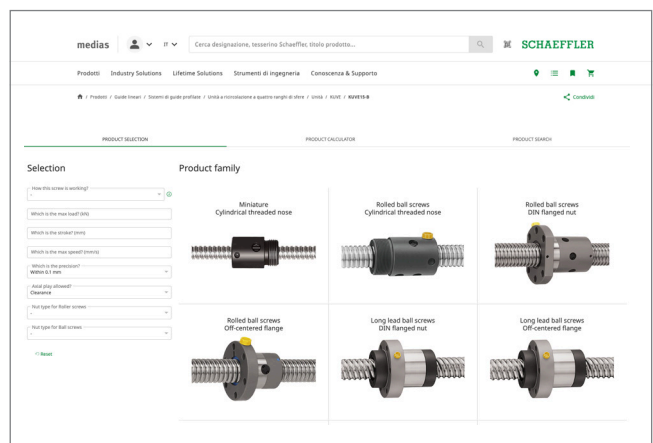 medias
IT
Cerca designazione, tesserino Schaeffler, titolo prodotto...
SCHAEFFLER
Prodotti Industry Solutions Lifetime Solutions Strumenti di ingegneria Conoscenza & Supporto
/ Prodotti / Guide lineari / Sistemi di guide profilate / Unità a ricircolazione a quattro ranghi di sfere / Unità / KUVE / KUVE15-B
Condividi
PRODUCT SELECTION
PRODUCT CALCULATOR
PRODUCT SEARCH
Selection
Product family
How this screw is working?
-
Which is the max load? (kN)
Which is the stroke? (mm)
Which is the max speed? (mm/s)
Which is the precision?
Within 0.1 mm
Axial play allowed?
Clearance
Nut type for Roller screws
-
Nut type for Ball screws
-
Reset
Miniature
Cylindrical threaded nose
Rolled ball screws
Cylindrical threaded nose
Rolled ball screws
DIN flanged nut
Rolled ball screws
Off-centered flange
Long lead ball screws
DIN flanged nut
Long lead ball screws
Off-centered flange